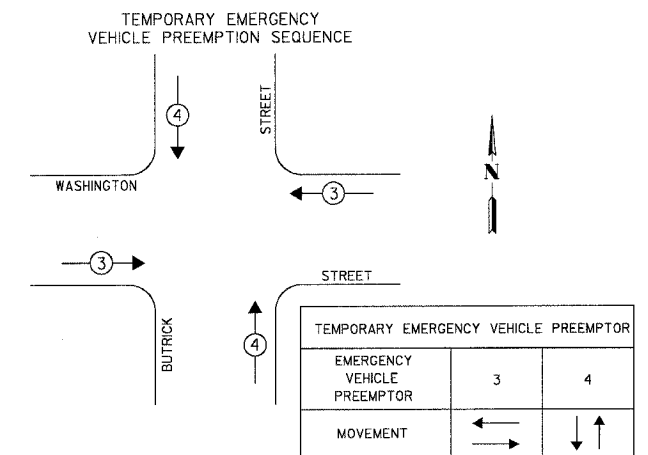 TEMPORARY EMERGENCY
VEHICLE PREEMPTION SEQUENCE
4
STREET
N
WASHINGTON
3
3
STREET
BUTRICK
4
TEMPORARY EMERGENCY VEHICLE PREEMPTOR
EMERGENCY
VEHICLE
PREEMPTOR
3
4
MOVEMENT